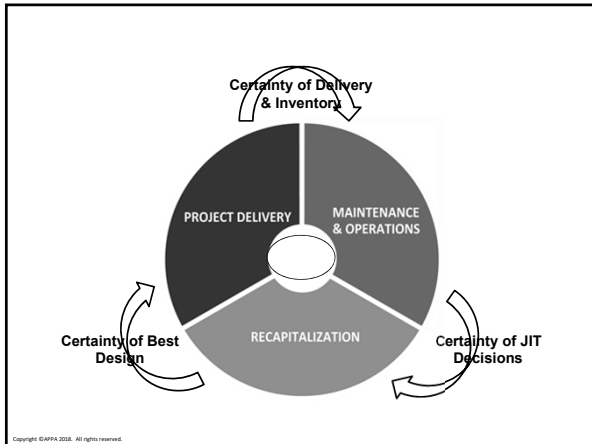 Certainty of Delivery
& Inventory
PROJECT DELIVERY
MAINTENANCE
& OPERATIONS
Certainty of Best
Design
RECAPITALIZATION
Certainty of JIT
Decisions
Copyright ©APPA 2018. All rights reserved.